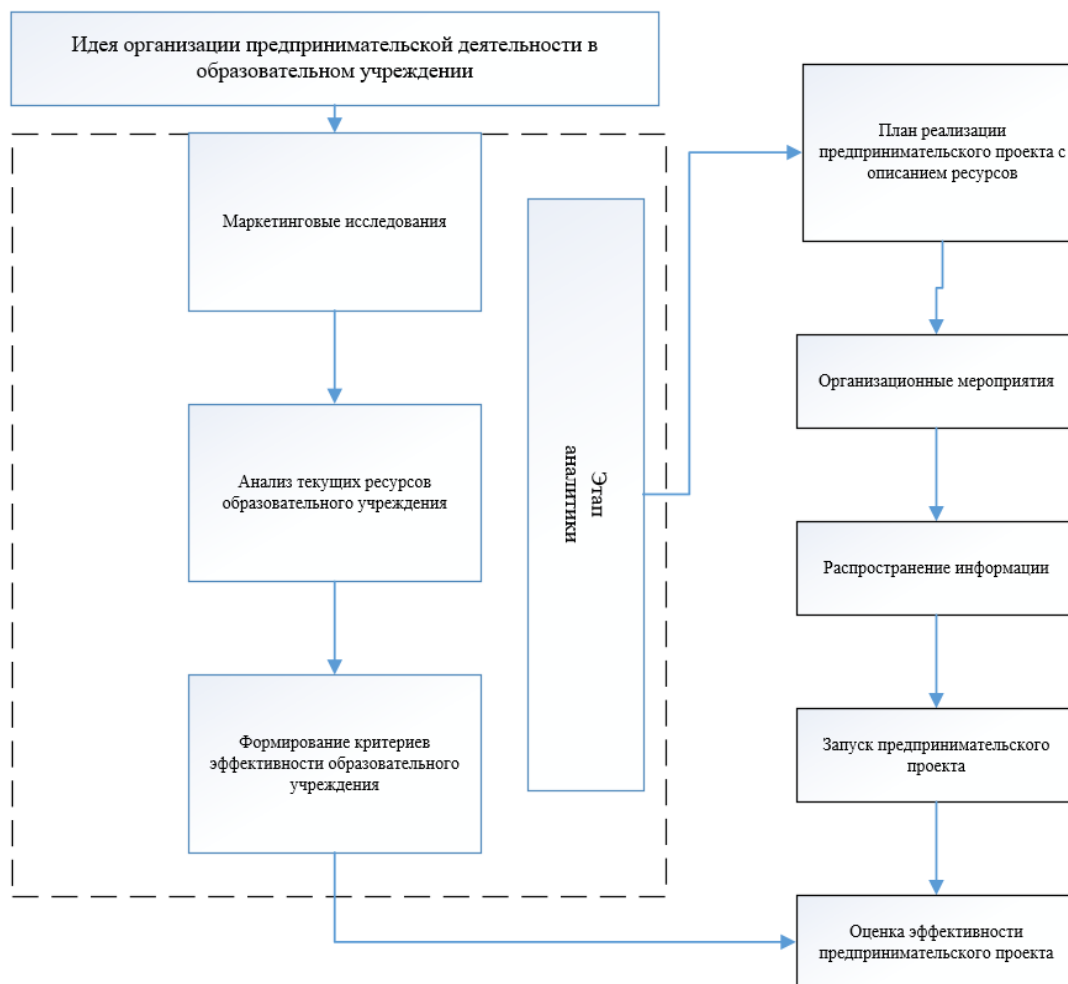 Идея организации предпринимательской деятельности в
образовательном учреждении
Маркетинговые исследования
Анализ текущих ресурсов
образовательного учреждения
Формирование критериев
эффективности образовательного
учреждения
Этап
аналитики
План реализации
предпринимательского проекта с
описанием ресурсов
Организационные мероприятия
Распространение информации
Запуск предпринимательского
проекта
Оценка эффективности
предпринимательского проекта